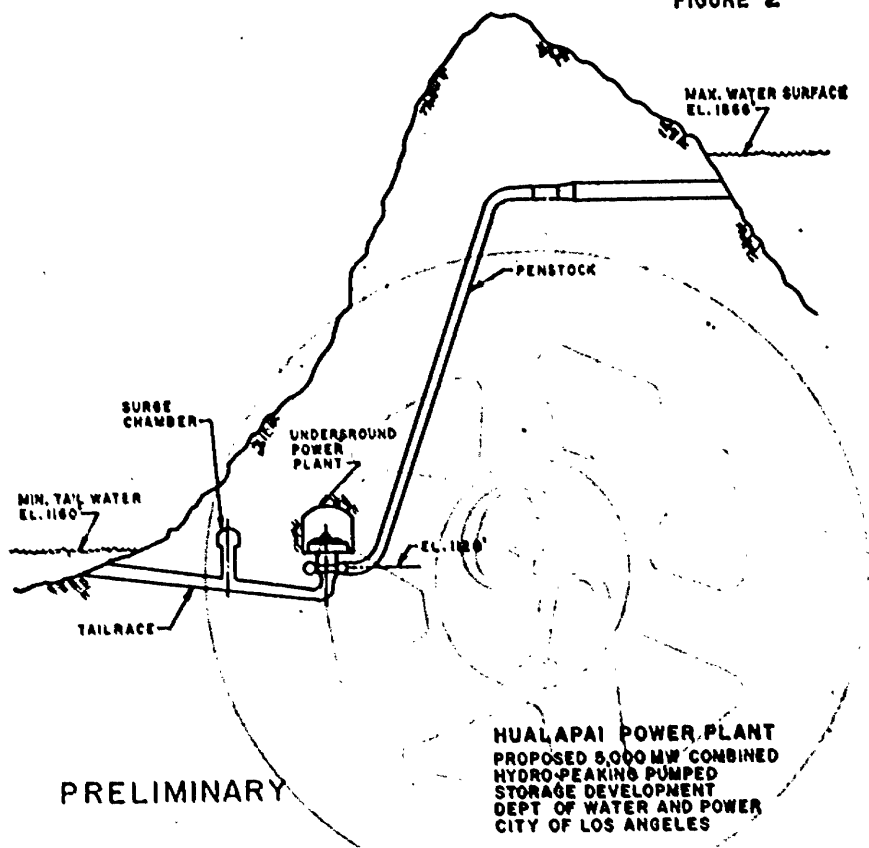 FIGURE 2
MAX. WATER SURFACE
EL. 1866'
PENSTOCK
SURGE
CHAMBER
UNDERGROUND
POWER
PLANT
MIN. TAIL WATER
EL. 1160'
EL.
TAILRACE
HUALAPAI POWER PLANT
PROPOSED 5,000 MW COMBINED
HYDRO-PEAKING PUMPED
STORAGE DEVELOPMENT
DEPT OF WATER AND POWER
CITY OF LOS ANGELES
PRELIMINARY